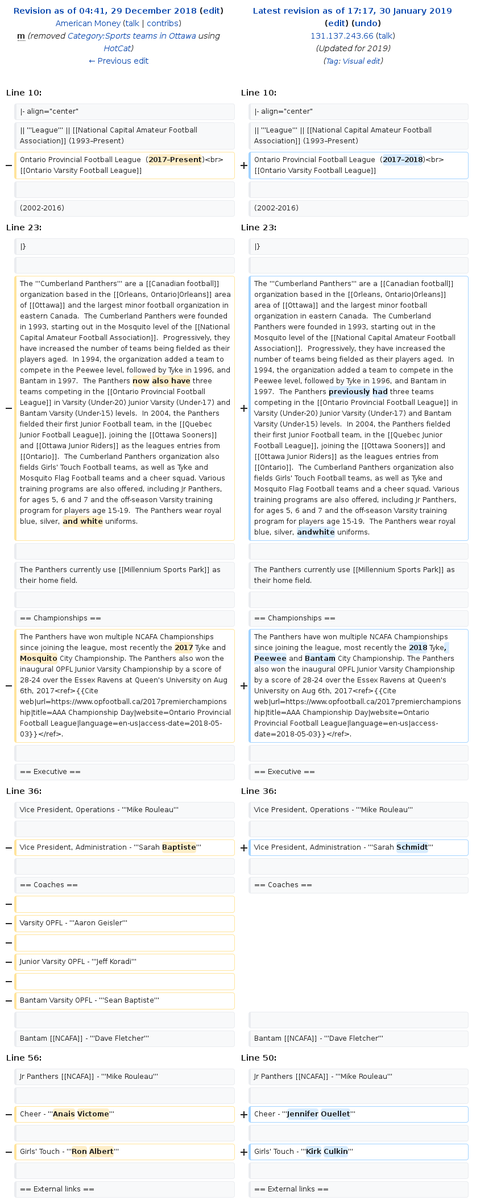 Revision as of 04:41, 29 December 2018 (edit)
American Money (talk | contribs)
m (removed Category:Sports teams in Ottawa using
HotCat)
← Previous edit
Latest revision as of 17:17, 30 January 2019
(edit) (undo)
131.137.243.66 (talk)
(Updated for 2019)
(Tag: Visual edit)
Line 10:
Line 10:
|- align="center"
|- align="center"
|| '''League''' || [[National Capital Amateur Football
Association]] (1993–Present)
|| '''League''' || [[National Capital Amateur Football
Association]] (1993–Present)
− Ontario Provincial Football League (2017-Present)<br>
[[Ontario Varsity Football League]]
+ Ontario Provincial Football League (2017-2018)<br>
[[Ontario Varsity Football League]]
(2002-2016)
(2002-2016)
Line 23:
Line 23:
|}
|}
− The '''Cumberland Panthers''' are a [[Canadian football]]
organization based in the [[Orleans, Ontario|Orleans]] area
of [[Ottawa]] and the largest minor football organization in
eastern Canada. The Cumberland Panthers were founded
in 1993, starting out in the Mosquito level of the [[National
Capital Amateur Football Association]]. Progressively, they
have increased the number of teams being fielded as their
players aged. In 1994, the organization added a team to
compete in the Peewee level, followed by Tyke in 1996, and
Bantam in 1997. The Panthers now also have three
teams competing in the [[Ontario Provincial Football
League]] in Varsity (Under-20) Junior Varsity (Under-17) and
Bantam Varsity (Under-15) levels. In 2004, the Panthers
fielded their first Junior Football team, in the [[Quebec
Junior Football League]], joining the [[Ottawa Sooners]]
and [[Ottawa Junior Riders]] as the leagues entries from
[[Ontario]]. The Cumberland Panthers organization also
fields Girls' Touch Football teams, as well as Tyke and
Mosquito Flag Football teams and a cheer squad. Various
training programs are also offered, including Jr Panthers,
for ages 5, 6 and 7 and the off-season Varsity training
program for players age 15-19. The Panthers wear royal
blue, silver, and white uniforms.
+ The '''Cumberland Panthers''' are a [[Canadian football]]
organization based in the [[Orleans, Ontario|Orleans]] area
of [[Ottawa]] and the largest minor football
organization in eastern Canada. The Cumberland
Panthers were founded in 1993, starting out in the
Mosquito level of the [[National Capital Amateur Football
Association]]. Progressively, they have increased the
number of teams being fielded as their players aged. In
1994, the organization added a team to compete in the
Peewee level, followed by Tyke in 1996, and Bantam in
1997. The Panthers previously had three teams
competing in the [[Ontario Provincial Football League]] in
Varsity (Under-20) Junior Varsity (Under-17) and Bantam
Varsity (Under-15) levels. In 2004, the Panthers fielded
their first Junior Football team, in the [[Quebec Junior
Football League]], joining the [[Ottawa Sooners]] and
[[Ottawa Junior Riders]] as the leagues entries from
[[Ontario]]. The Cumberland Panthers organization also
fields Girls' Touch Football teams, as well as Tyke and
Mosquito Flag Football teams and a cheer squad. Various
training programs are also offered, including Jr Panthers,
for ages 5, 6 and 7 and the off-season Varsity training
program for players age 15-19. The Panthers wear royal
blue, silver, andwhite uniforms.
The Panthers currently use [[Millennium Sports Park]] as
their home field.
The Panthers currently use [[Millennium Sports Park]] as
their home field.
== Championships ==
== Championships ==
− The Panthers have won multiple NCAFA Championships
since joining the league, most recently the 2017 Tyke and
Mosquito City Championship. The Panthers also won the
inaugural OPFL Junior Varsity Championship by a score of
28-24 over the Essex Ravens at Queen's University on Aug
6th, 2017<ref>{{Cite
web|url=https://www.opfootball.ca/2017premierchampions
hip|title=AAA Championship Day|website=Ontario Provincial
Football League|language=en-us|access-date=2018-05-
03}}</ref>.
+ The Panthers have won multiple NCAFA Championships
since joining the league, most recently the 2018 Tyke,
Peewee and Bantam City Championship. The Panthers
also won the inaugural OPFL Junior Varsity Championship
by a score of 28-24 over the Essex Ravens at Queen's
University on Aug 6th, 2017<ref>{{Cite
web|url=https://www.opfootball.ca/2017premierchampions
hip|title=AAA Championship Day|website=Ontario
Provincial Football League|language=en-us|access-
date=2018-05-03}}</ref>.
== Executive ==
== Executive ==
Line 36:
Line 36:
Vice President, Operations - '''Mike Rouleau'''
Vice President, Operations - '''Mike Rouleau'''
− Vice President, Administration - '''Sarah Baptiste'''
+ Vice President, Administration - '''Sarah Schmidt'''
== Coaches ==
== Coaches ==
−
− Varsity OPFL - '''Aaron Geisler'''
−
− Junior Varsity OPFL - '''Jeff Koradi'''
−
− Bantam Varsity OPFL - '''Sean Baptiste'''
Bantam [[NCAFA]] - '''Dave Fletcher'''
Bantam [[NCAFA]] - '''Dave Fletcher'''
Line 56:
Line 50:
Jr Panthers [[NCAFA]] - '''Mike Rouleau'''
Jr Panthers [[NCAFA]] - '''Mike Rouleau'''
− Cheer - '''Anais Victome'''
+ Cheer - '''Jennifer Ouellet'''
− Girls' Touch - '''Ron Albert'''
+ Girls' Touch - '''Kirk Culkin'''
== External links ==
== External links ==